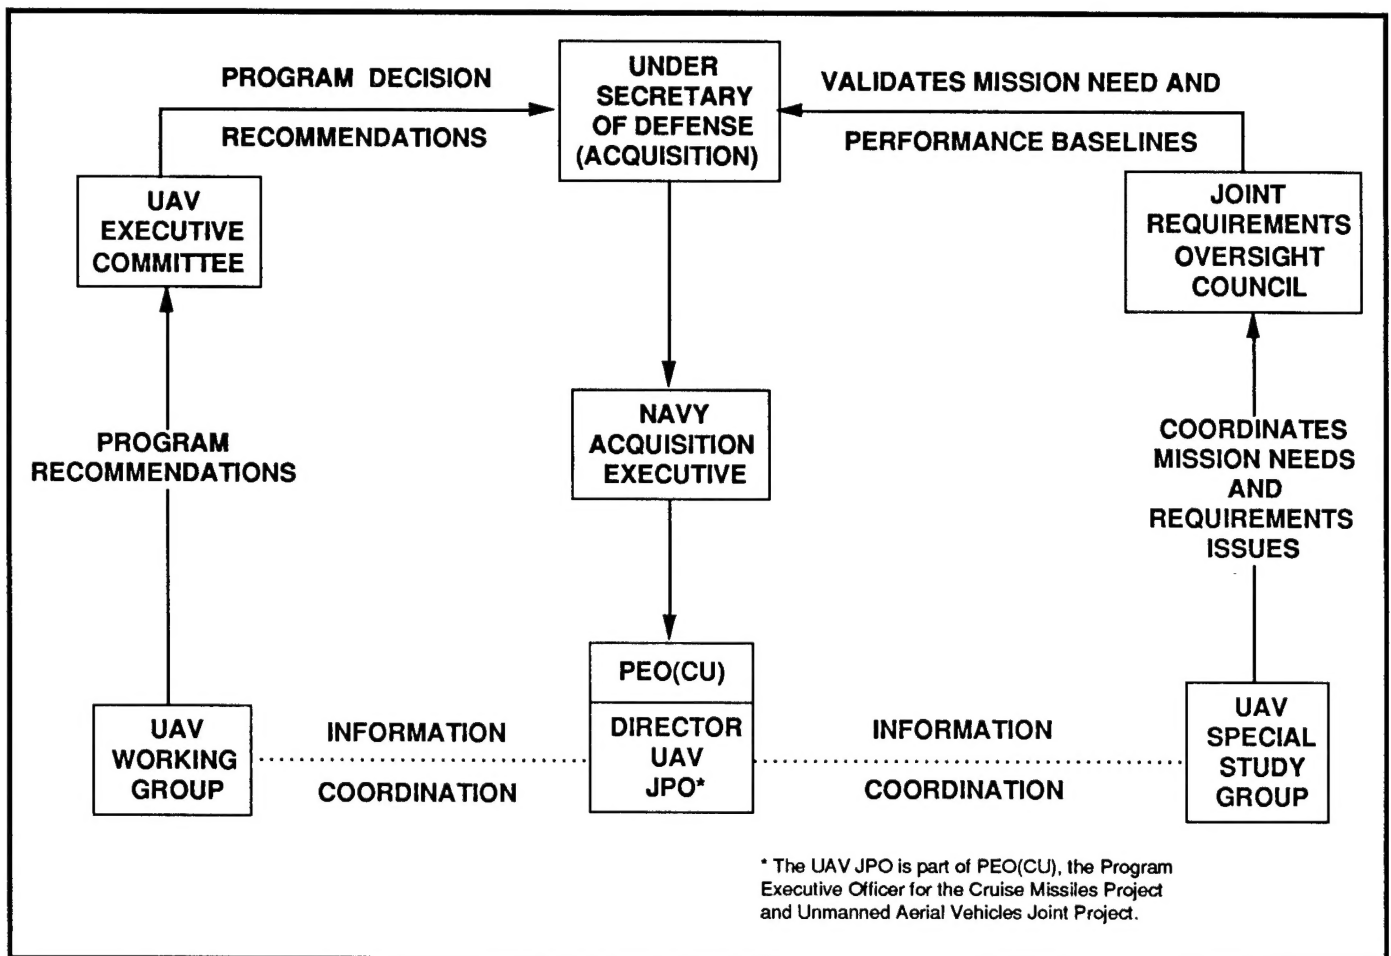 PROGRAM DECISION
RECOMMENDATIONS
UNDER
SECRETARY
OF DEFENSE
(ACQUISITION)
VALIDATES MISSION NEED AND
PERFORMANCE BASELINES
UAV
EXECUTIVE
COMMITTEE
JOINT
REQUIREMENTS
OVERSIGHT
COUNCIL
PROGRAM
RECOMMENDATIONS
NAVY
ACQUISITION
EXECUTIVE
COORDINATES
MISSION NEEDS
AND
REQUIREMENTS
ISSUES
UAV
WORKING
GROUP
INFORMATION
COORDINATION
PEO(CU)
DIRECTOR
UAV
JPO*
INFORMATION
COORDINATION
UAV
SPECIAL
STUDY
GROUP
* The UAV JPO is part of PEO(CU), the Program
Executive Officer for the Cruise Missiles Project
and Unmanned Aerial Vehicles Joint Project.